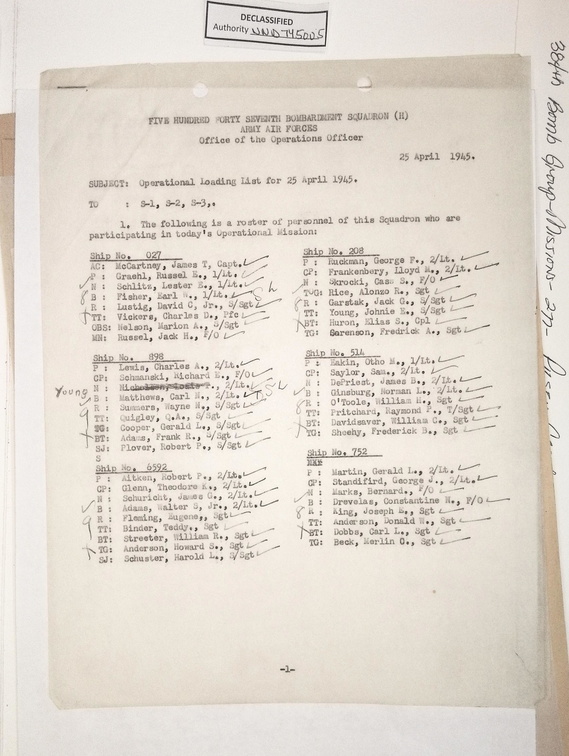 DECLASSIFIED
Authority NND745005
384th Bomb Group - Missions -
FIVE HUNDRED FORTY SEVENTH BOMBARDMENT SQUADRON (H)
ARMY AIR FORCES
Office of the Operations Officer
25 April 1945.
SUBJECT: Operational Loading List for 25 April 1945.
TO : S-1, S-2, S-3,.
1. The following is a roster of personnel of this Squadron who are
participating in today's Operational Mission:
Ship No. 027
AC: McCartney, James T, Capt.
P : Graehl, Russel E., 1/Lt.
N : Schlitz, Lester E., 1/Lt.
B : Fisher, Earl W., 1/Lt.
R : Lustig, David C., Jr., S/Sgt
TT: Vickers, Charles D., Pfc
OBS: Nelson, Marion A., S/Sgt
MN: Russel, Jack H., F/O
Ship No. 898
P : Lewis, Charles A., 2/Lt.
CP: Schmanski, Richard E., F/O
Young
N : 2/Lt.
B : Matthews, Carl M., 2/Lt.
R : Summers, Wayne H., S/Sgt
TT: Quigley, Q.A., S/Sgt
TG: Cooper, Gerald L., S/Sgt
BT: Adams, Frank R., S/Sgt
SJ: Plover, Robert P., S/Sgt
S
Ship No. 6592
P : Aitken, Robert P., 2/Lt.
CP: Glenn, Theodore K., 2/Lt.
N : Schuricht, James G., 2/Lt.
B : Adams, Walter S, Jr., 2/Lt.
R : Fleming, Eugene, Sgt
TT: Binder, Teddy., Sgt
BT: Streeter, William R., Sgt
TG: Anderson, Howard S., Sgt
SJ: Schuster, Harold L., S/Sgt
Ship No. 208
P : Ruckman, George F., 2/Lt.
CP: Frankenbery, Lloyd M., 2/Lt.
N : Skrocki, Cass S., F/O
TOG: Rice, Alonzo R., Sgt
R : Garstak, Jack G., S/Sgt
TT: Young, Johnie E., S/Sgt
BT: Huron, Elias S., Cpl
TG: Sorenson, Fredrick A., Sgt
Ship No. 514
P : Eakin, Otho M., 1/Lt.
CP: Saylor, Sam., 2/Lt.
N : DePriest, James B., 2/Lt.
B : Ginsburg, Norman L., 2/Lt.
R : O'Toole, William H., Sgt
TT: Pritchard, Raymond P., T/Sgt
BT: Davidsaver, William C., Sgt
TG: Sheehy, Frederick B., Sgt
Ship No. 752
P : Martin, Gerald L., 2/Lt.
CP: Standifird, George J., 2/Lt.
N : Marks, Bernard., F/O
B : Drevelas, Constantine N., F/O
R : King, Joseph E., Sgt
TT: Anderson, Donald W., Sgt
BT: Dobbs, Carl L., Sgt
TG: Beck, Merlin C., Sgt
-1-